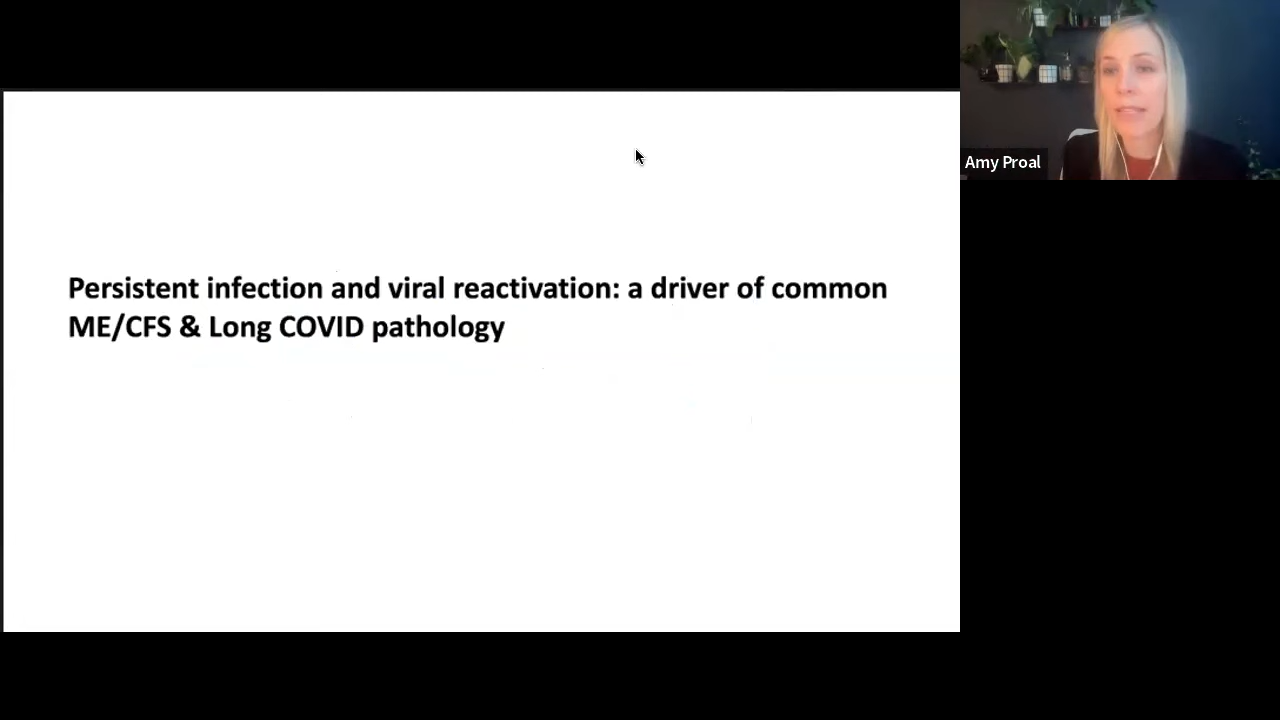 Persistent infection and viral reactivation: a driver of common
ME/CFS & Long COVID pathology
Amy Proal